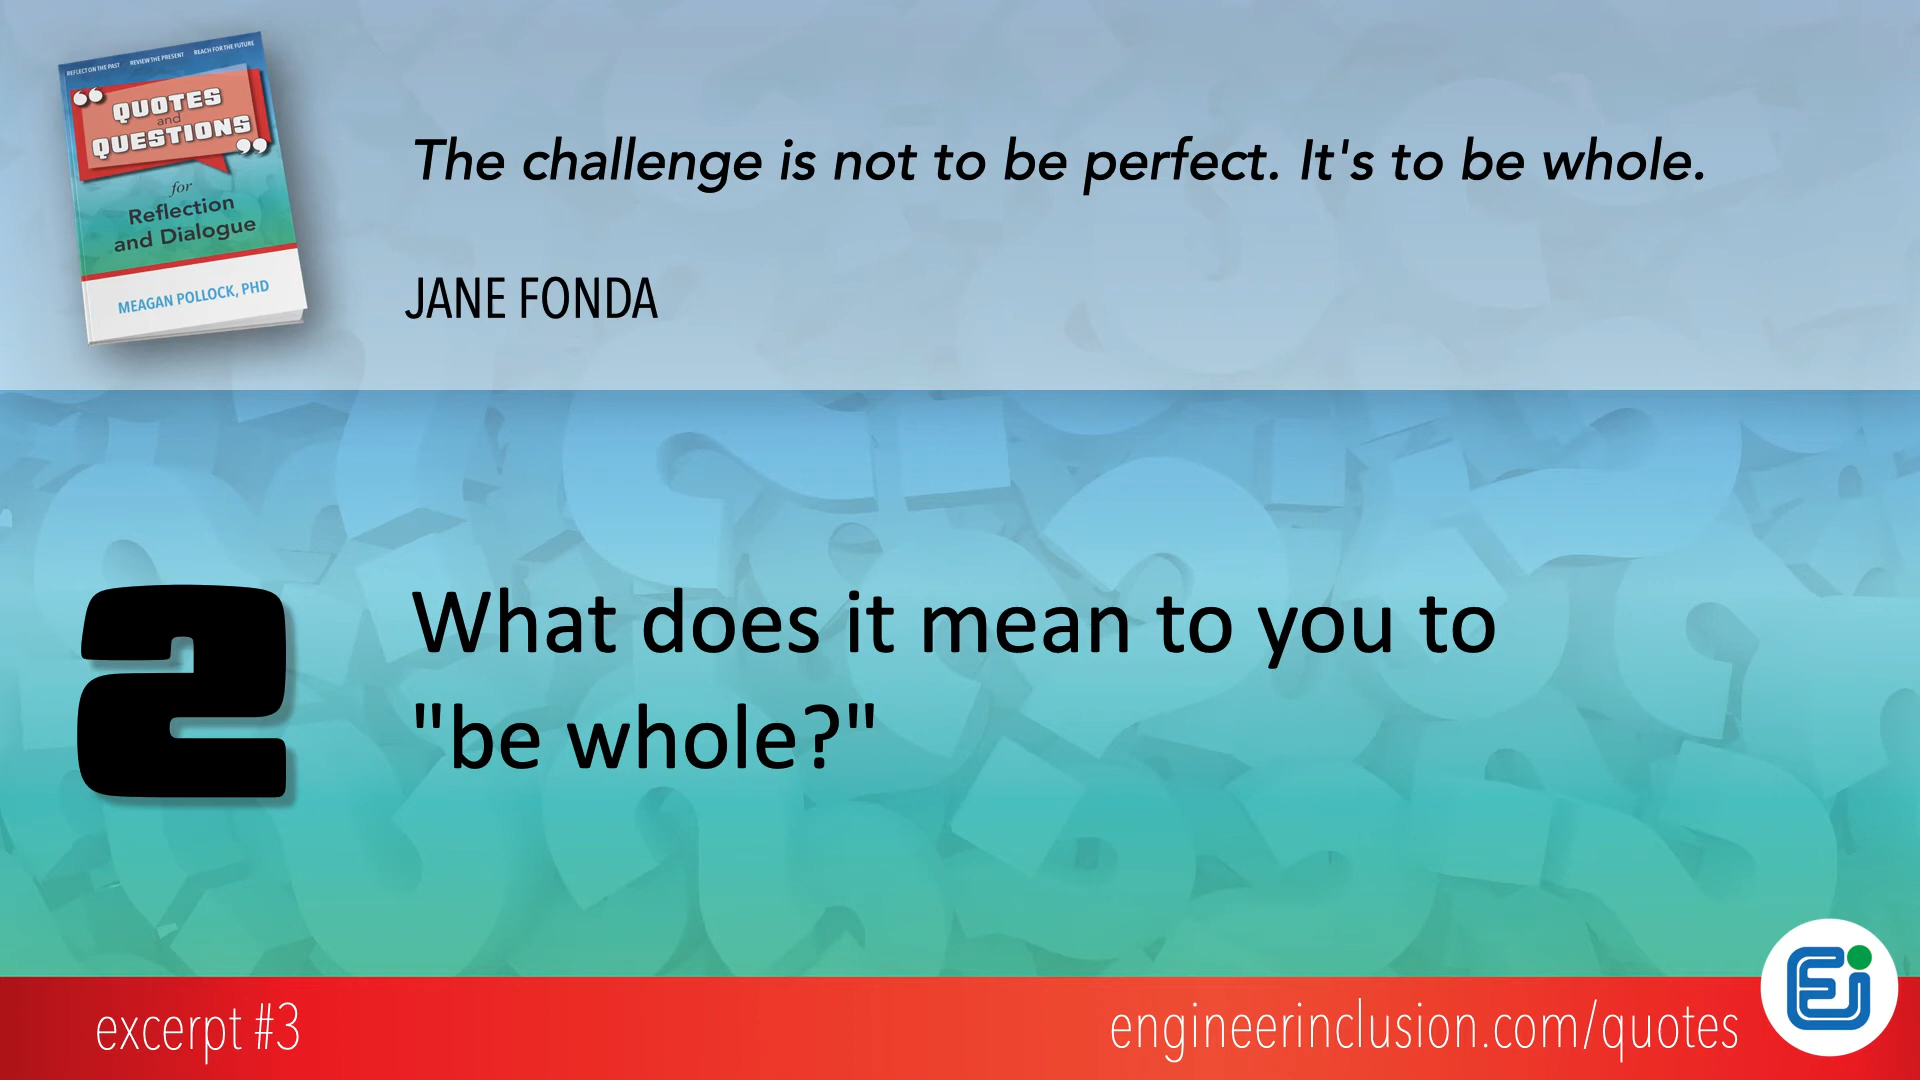 REFLECT ON THE PAST REVIEW THE PRESENT REACH FOR THE FUTURE
“ QUOTES
and
QUESTIONS ”
for
Reflection
and Dialogue
MEAGAN POLLOCK, PHD
The challenge is not to be perfect. It's to be whole.
JANE FONDA
2
What does it mean to you to
"be whole?"
excerpt #3
engineerinclusion.com/quotes
Ei